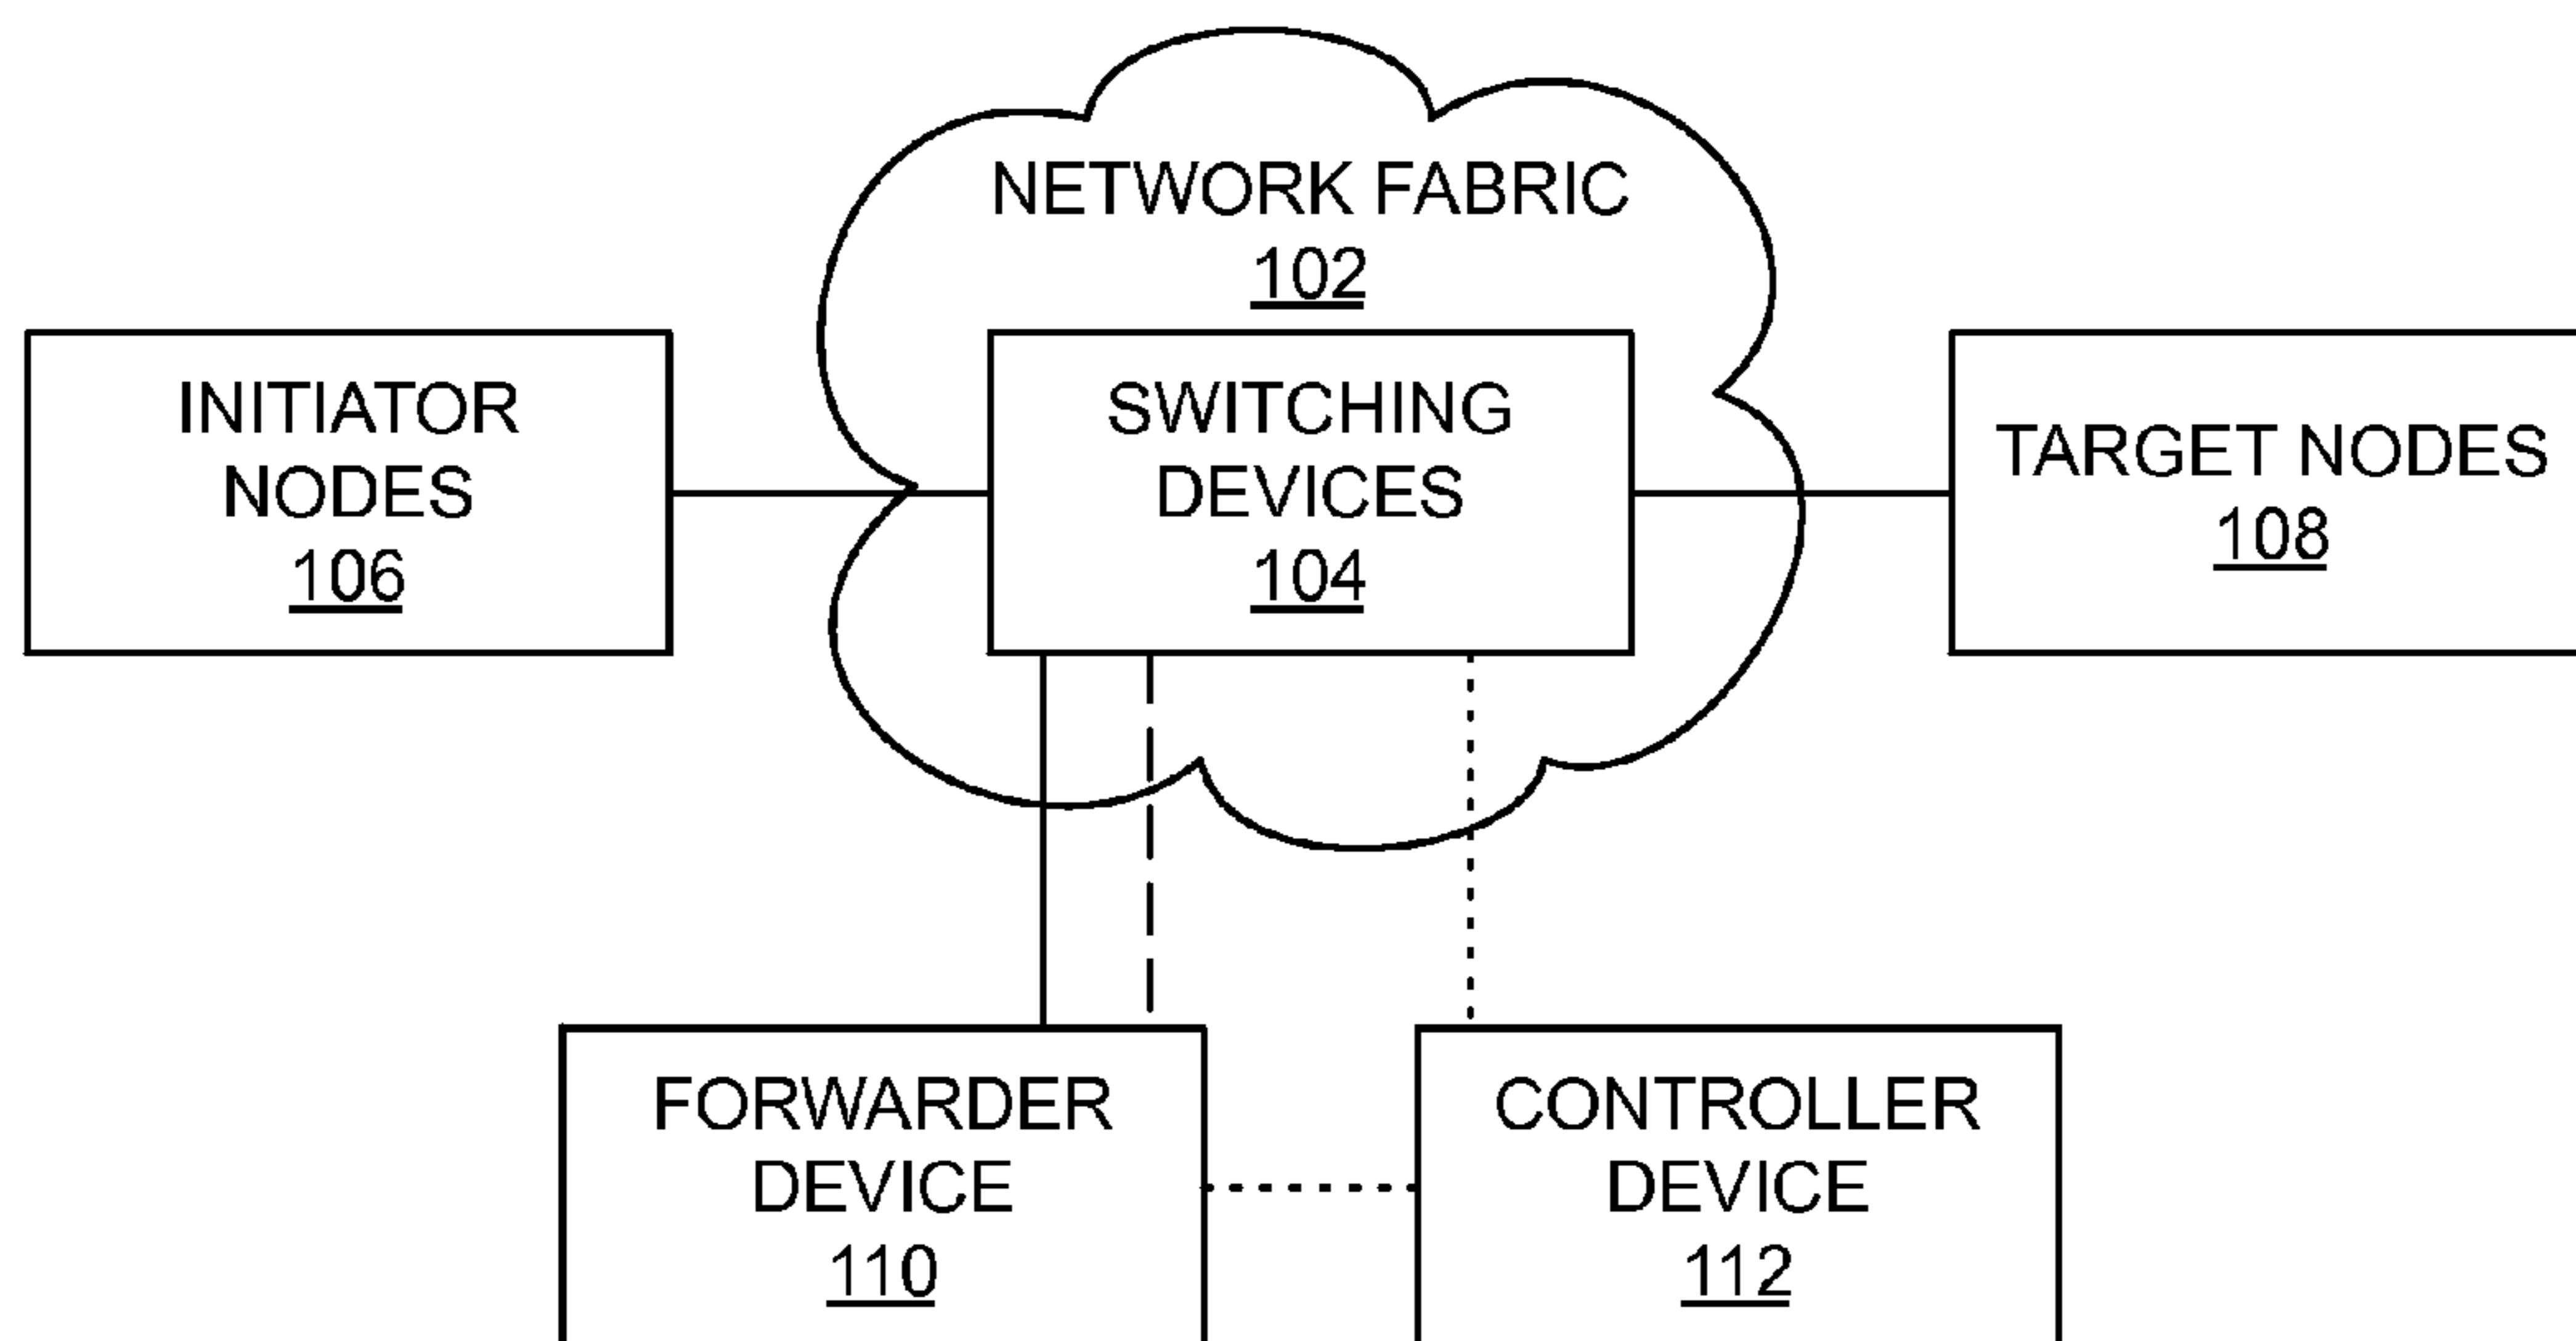 NETWORK FABRIC
102
INITIATOR
NODES
106
SWITCHING
DEVICES
104
TARGET NODES
108
FORWARDER
DEVICE
110
CONTROLLER
DEVICE
112